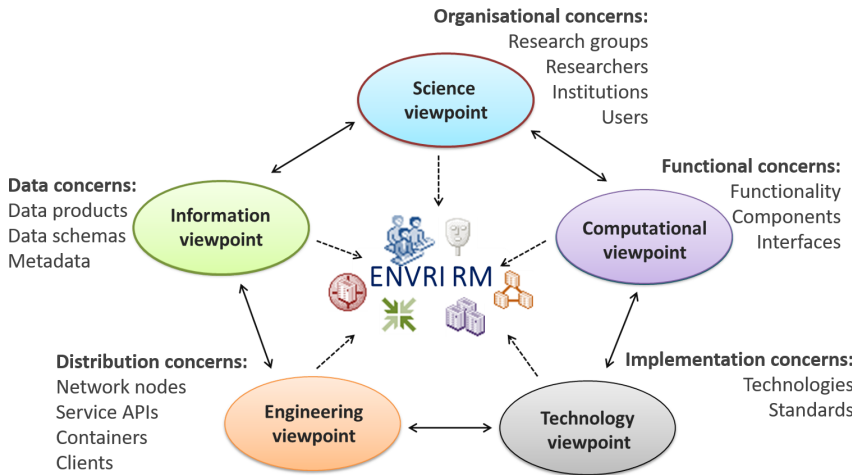 Organisational concerns:
Research groups
Researchers
Institutions
Users
Science
viewpoint
Data concerns:
Data products
Data schemas
Metadata
Information
viewpoint
Functional concerns:
Functionality
Components
Interfaces
Computational
viewpoint
ENVRI RM
Distribution concerns:
Network nodes
Service APIs
Containers
Clients
Engineering
viewpoint
Technology
viewpoint
Implementation concerns:
Technologies
Standards